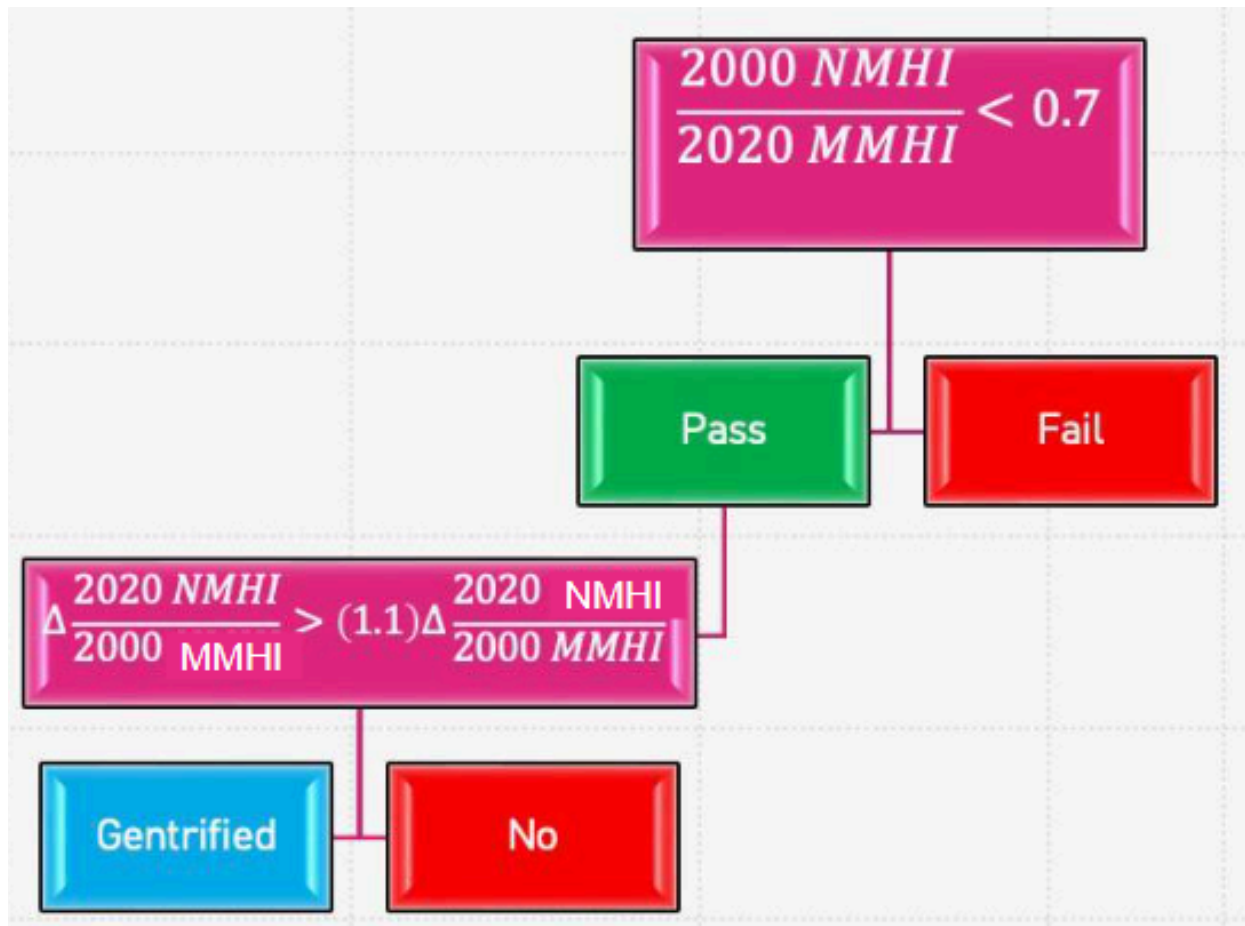 2000 NMHI
2020 MMHI < 0.7
Pass Fail
Δ 2020 NMHI / 2000 MMHI > (1.1)Δ 2020 NMHI / 2000 MMHI
Gentrified No